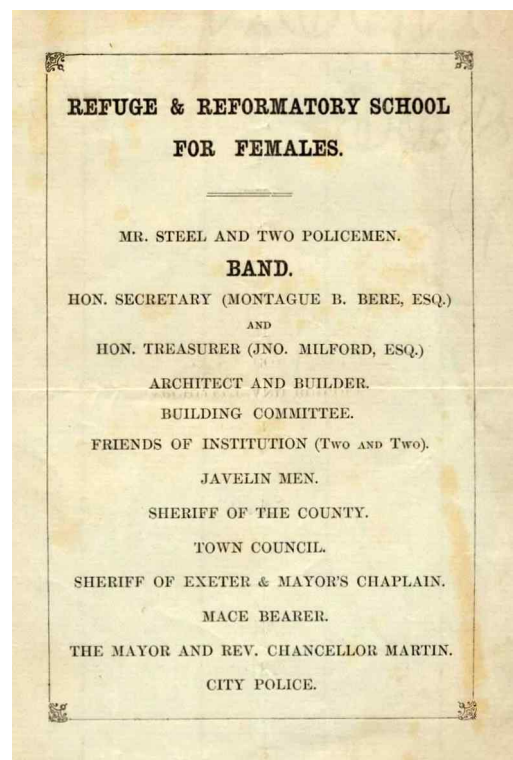 REFUGE & REFORMATORY SCHOOL
FOR FEMALES.
MR. STEEL AND TWO POLICEMEN.
BAND.
HON. SECRETARY (MONTAGUE B. BERE, ESQ.)
AND
HON. TREASURER (JNO. MILFORD, ESQ.)
ARCHITECT AND BUILDER.
BUILDING COMMITTEE.
FRIENDS OF INSTITUTION (Two AND Two).
JAVELIN MEN.
SHERIFF OF THE COUNTY.
TOWN COUNCIL.
SHERIFF OF EXETER & MAYOR'S CHAPLAIN.
MACE BEARER.
THE MAYOR AND REV. CHANCELLOR MARTIN.
CITY POLICE.